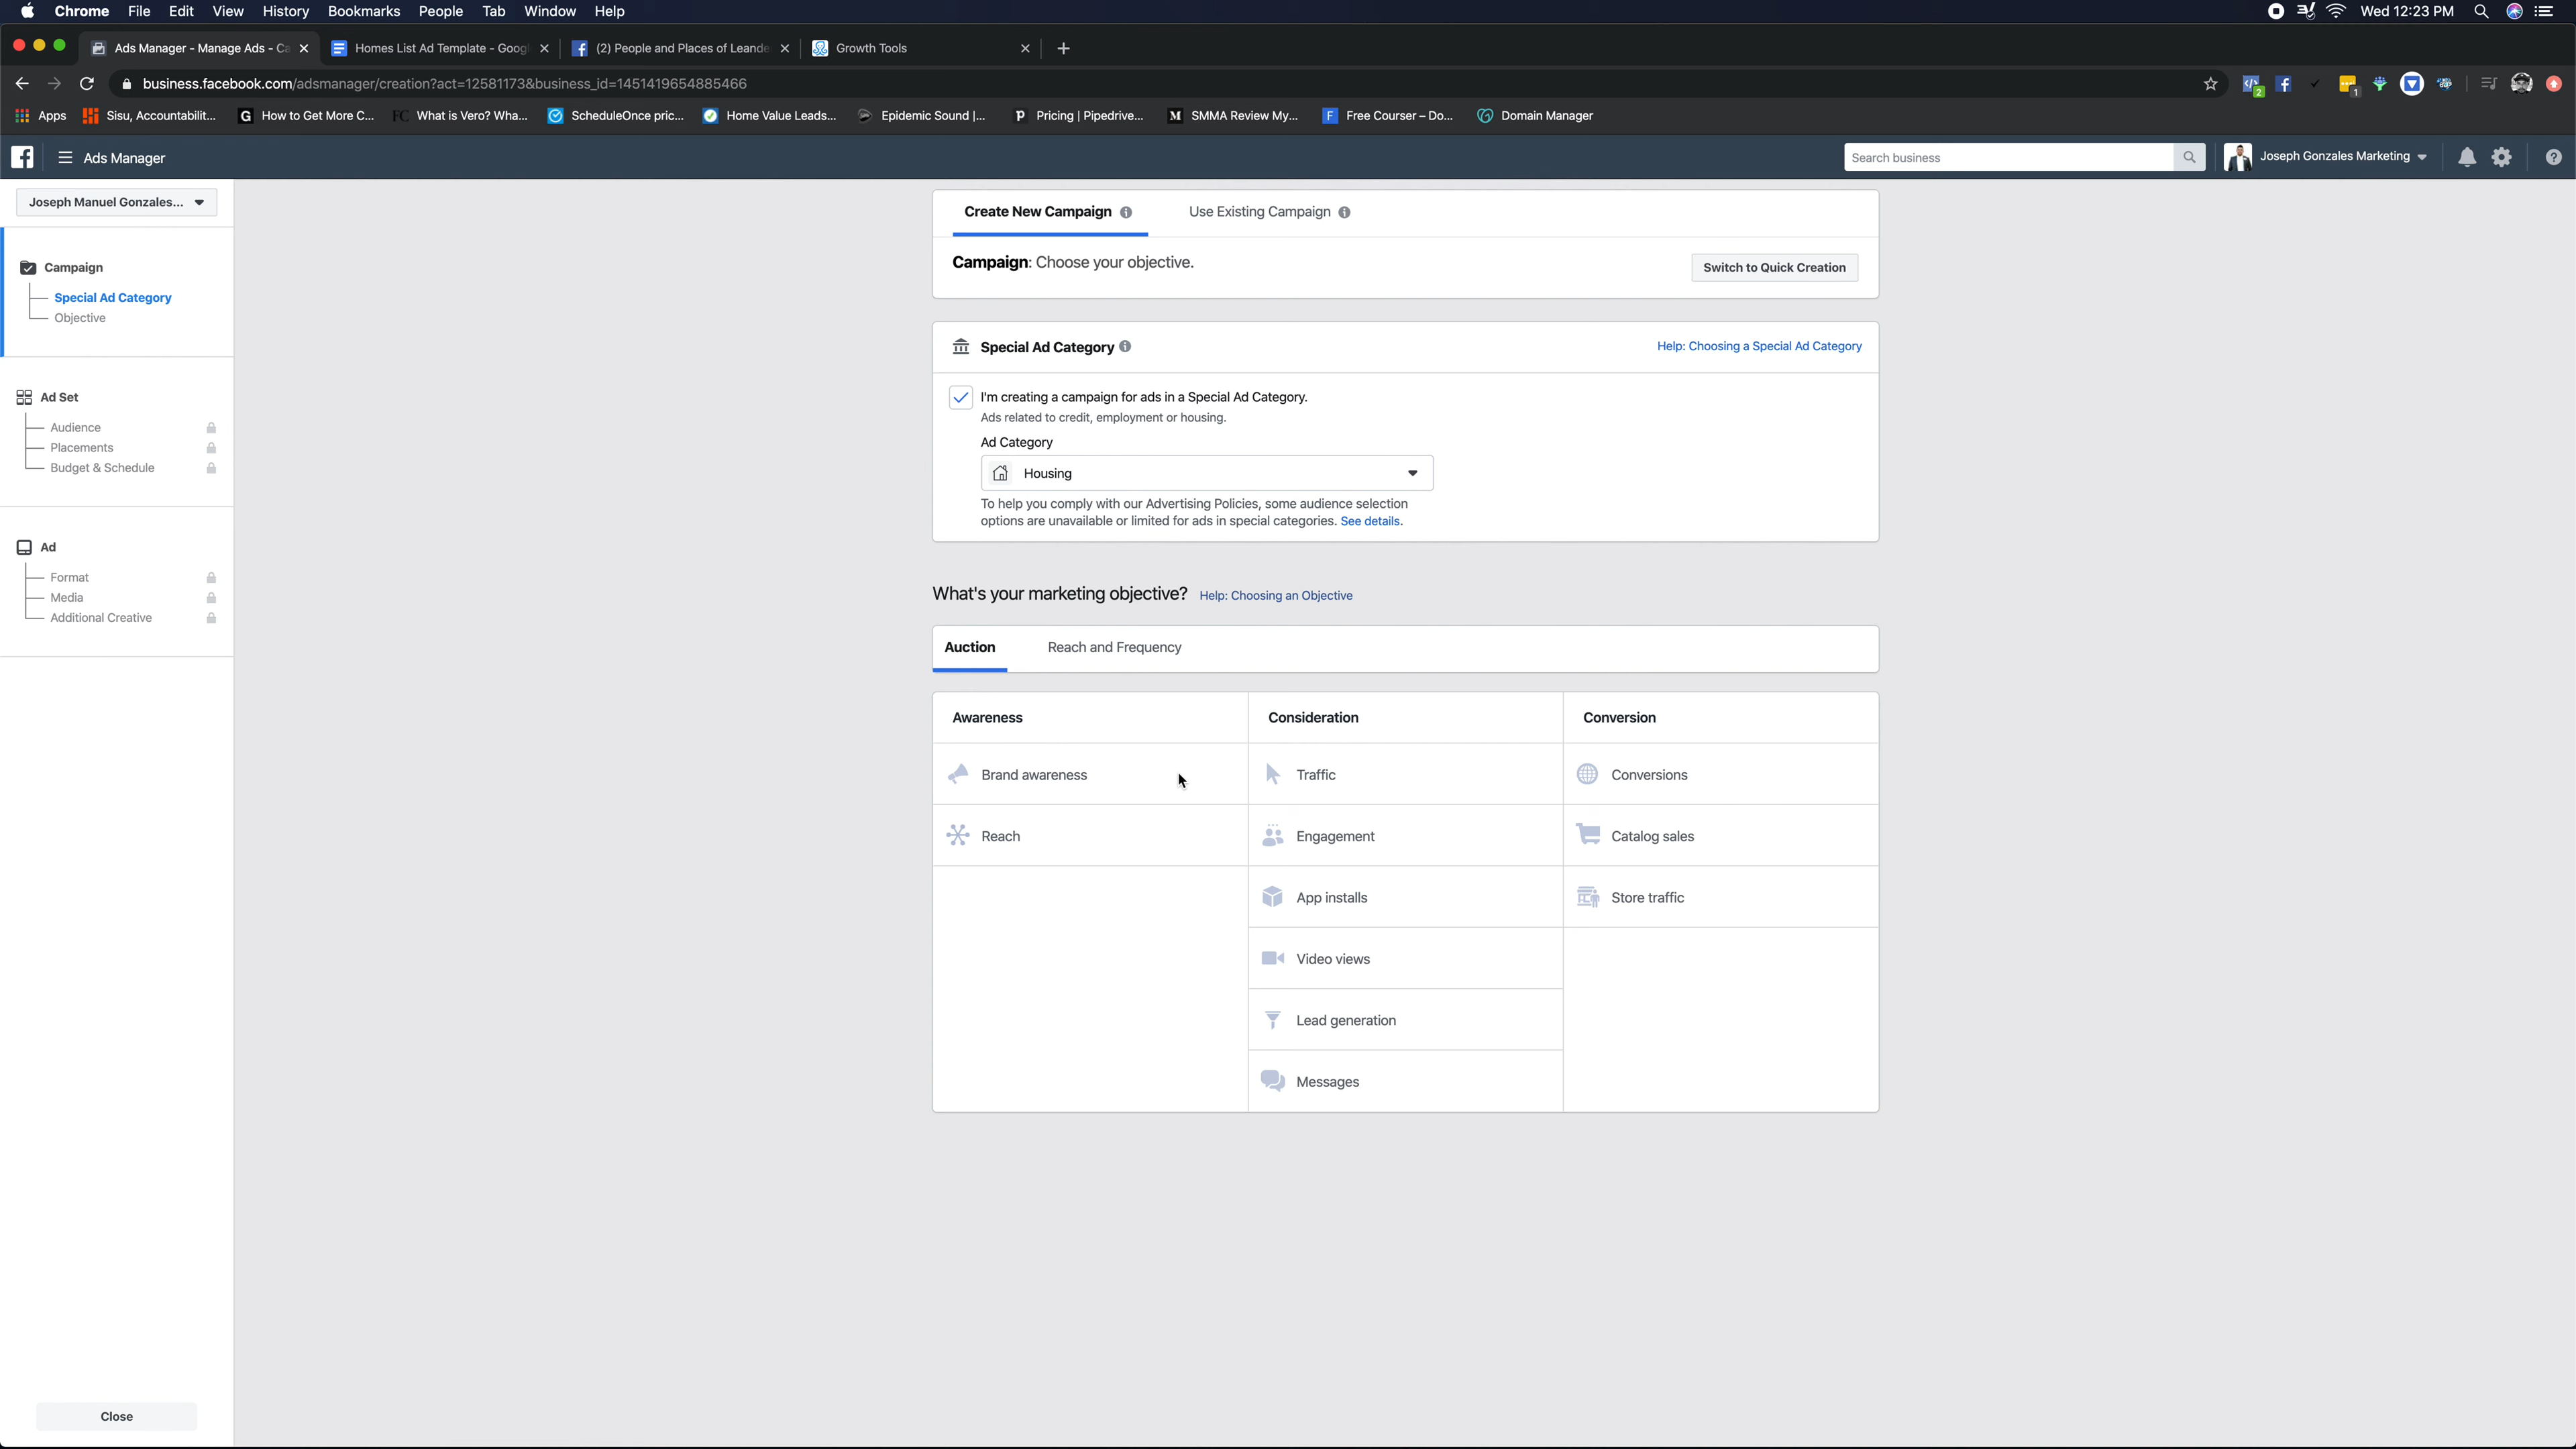 Chrome File Edit View History Bookmarks People Tab Window Help Wed 12:23 PM
Ads Manager - Manage Ads - Ca Homes List Ad Template - Googl (2) People and Places of Leande Growth Tools
business.facebook.com/adsmanager/creation?act=12581173&business_id=1451419654885466
2 1
Apps Sisu, Accountabilit... G How to Get More C... FC What is Vero? Wha... ScheduleOnce pric... Home Value Leads... Epidemic Sound |... P Pricing | Pipedrive... M SMMA Review My... F Free Courser – Do... Domain Manager
Ads Manager Search business Joseph Gonzales Marketing
Joseph Manuel Gonzales...
Campaign
Special Ad Category
Objective
Ad Set
Audience
Placements
Budget & Schedule
Ad
Format
Media
Additional Creative
Close
Create New Campaign Use Existing Campaign
Campaign: Choose your objective. Switch to Quick Creation
Special Ad Category Help: Choosing a Special Ad Category
I'm creating a campaign for ads in a Special Ad Category.
Ads related to credit, employment or housing.
Ad Category
Housing
To help you comply with our Advertising Policies, some audience selection
options are unavailable or limited for ads in special categories. See details.
What's your marketing objective? Help: Choosing an Objective
Auction Reach and Frequency
Awareness Consideration Conversion
Brand awareness Traffic Conversions
Reach Engagement Catalog sales
App installs Store traffic
Video views
Lead generation
Messages